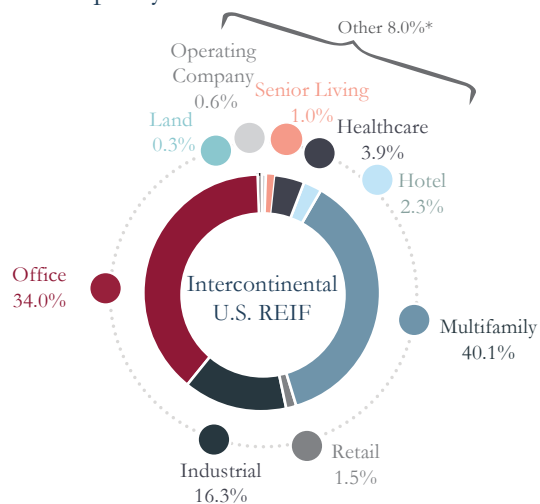 Other 8.0%*
Operating
Company
0.6%
Senior Living
1.0%
Land
0.3%
Healthcare
3.9%
Hotel
2.3%
Office
34.0%
Intercontinental
U.S. REIF
Multifamily
40.1%
Retail
1.5%
Industrial
16.3%